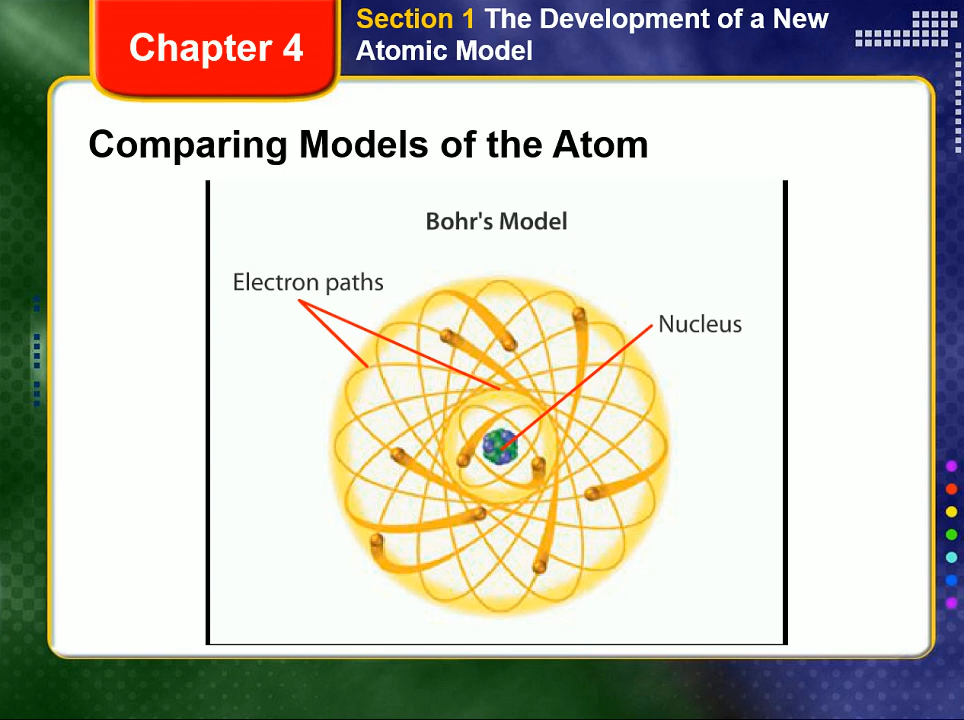 Chapter 4
Section 1 The Development of a New
Atomic Model
Comparing Models of the Atom
Bohr's Model
Electron paths
Nucleus